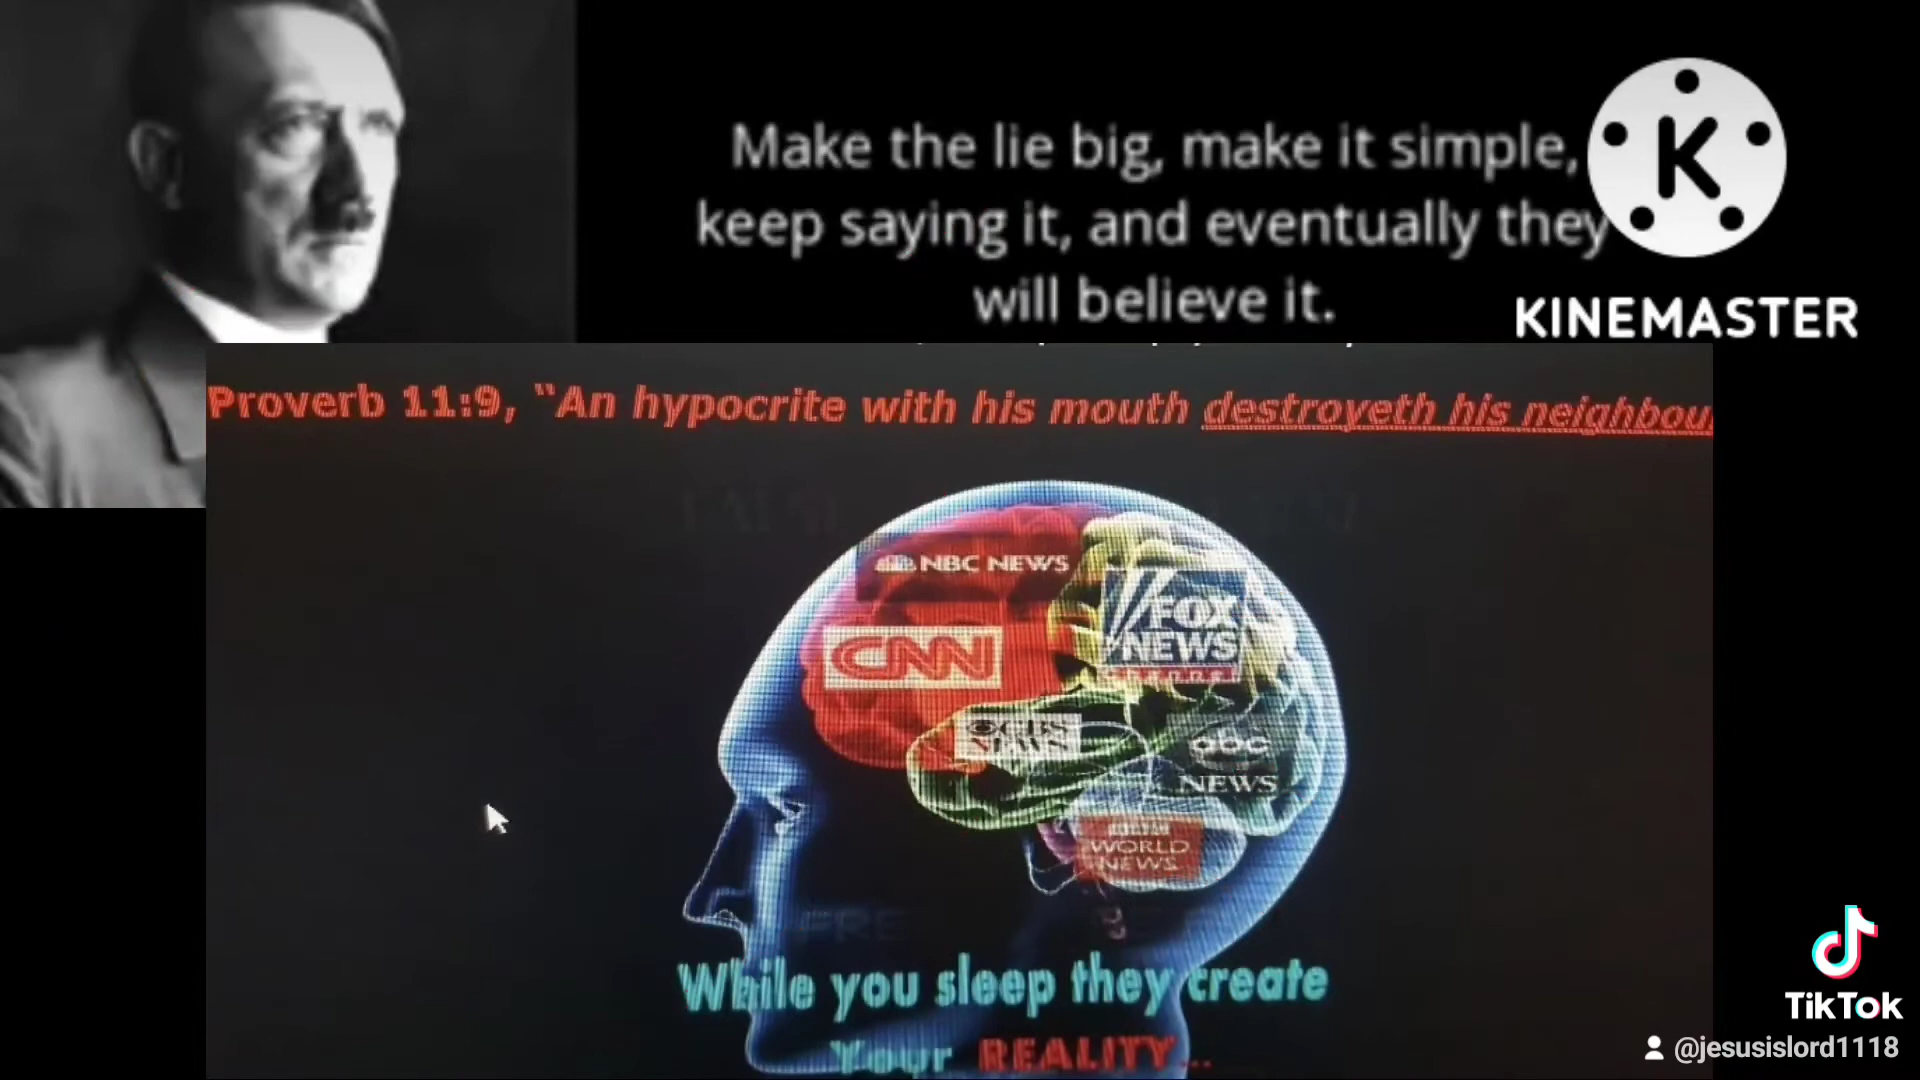 Make the lie big, make it simple,
keep saying it, and eventually they
will believe it.
K
KINEMASTER
Proverb 11:9, “An hypocrite with his mouth destroyeth his neighbou
NBC NEWS
FOX
NEWS
CNN
CBS
NEWS
abc
NEWS
WORLD
NEWS
While you sleep they create
Your REALITY...
TikTok
@jesusislord1118